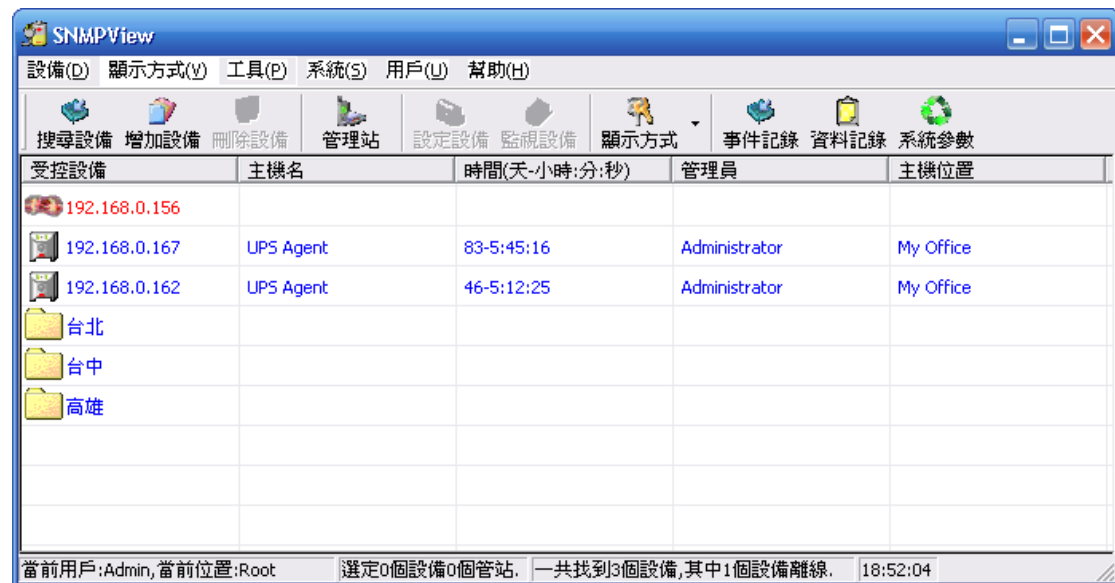 SNMPView
設備(D) 顯示方式(V) 工具(P) 系統(S) 用戶(U) 幫助(H)
搜尋設備 增加設備 刪除設備 管理站 設定設備 監視設備 顯示方式 事件記錄 資料記錄 系統參數
受控設備 主機名 時間(天-小時:分:秒) 管理員 主機位置
192.168.0.156
192.168.0.167 UPS Agent 83-5:45:16 Administrator My Office
192.168.0.162 UPS Agent 46-5:12:25 Administrator My Office
台北
台中
高雄
當前用戶:Admin,當前位置:Root 選定0個設備0個管站. 一共找到3個設備,其中1個設備離線. 18:52:04